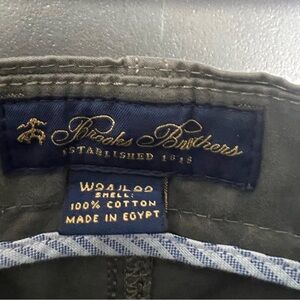 Brooks Brothers
ESTABLISHED 1818
SHELL:
100% COTTON
MADE IN EGYPT